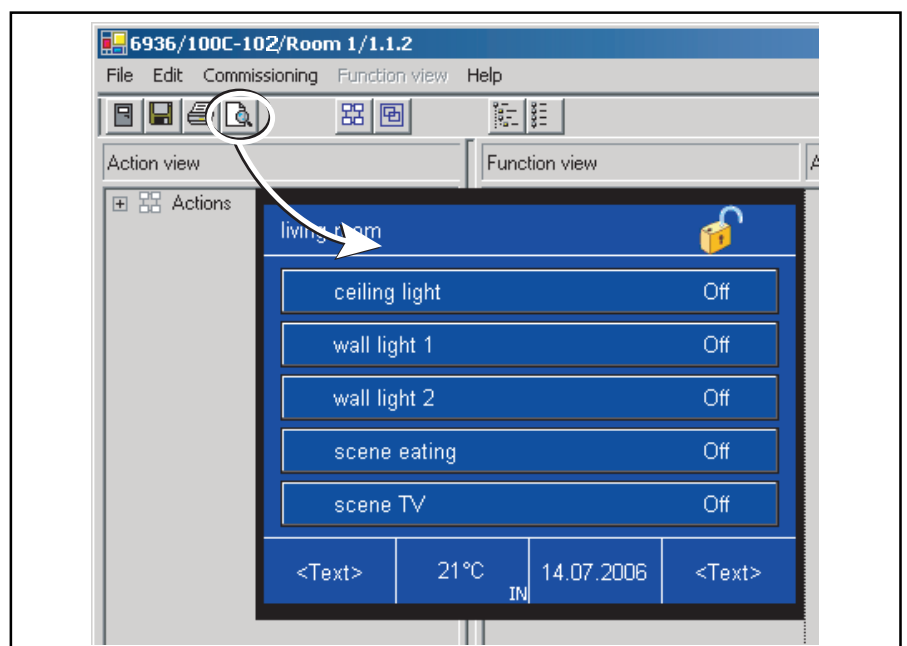 6936/100C-102/Room 1/1.1.2
File Edit Commissioning Function view Help
Action view Function view A
Actions
living room
ceiling light Off
wall light 1 Off
wall light 2 Off
scene eating Off
scene TV Off
<Text> 21°C IN 14.07.2006 <Text>